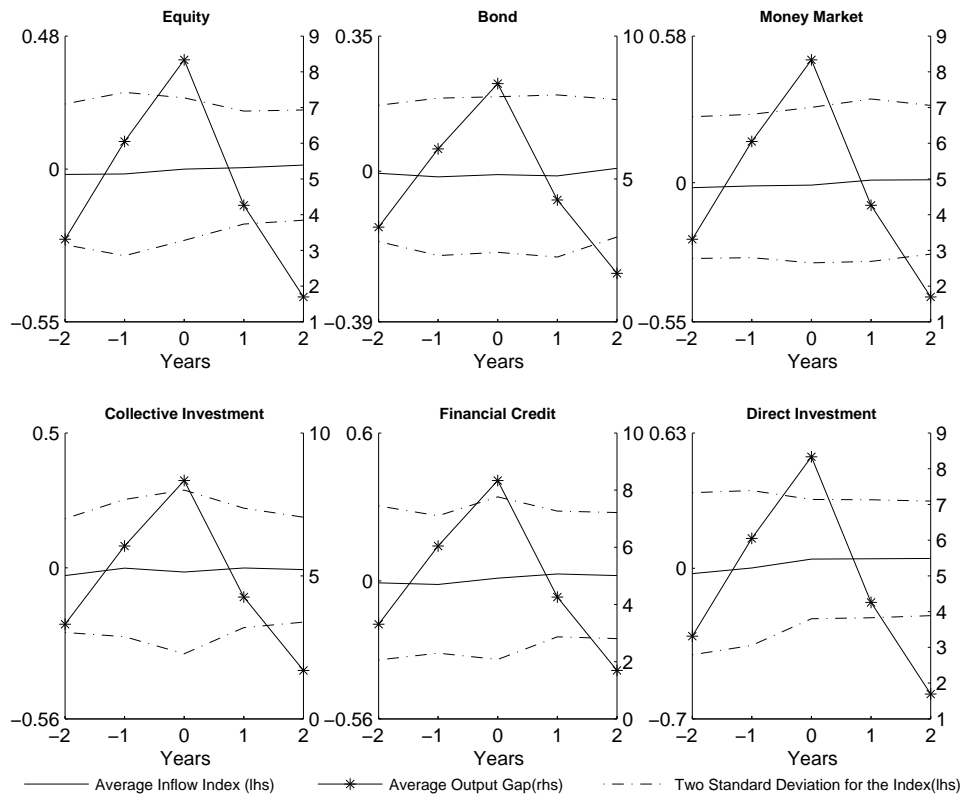 Equity Bond Money Market
0.48 9 0.35 10 0.58 9
8 8
7 7
6 6
0 5 0 5 0 5
4 4
3 3
2 2
−0.55 1 −0.39 0 −0.55 1
−2 −1 0 1 2 −2 −1 0 1 2 −2 −1 0 1 2
Years Years Years
Collective Investment Financial Credit Direct Investment
0.5 10 0.6 10 0.63 9
8 8
7
6 6
0 5 0 0 5
4 4
3
2 2
−0.56 0 −0.56 0 −0.7 1
−2 −1 0 1 2 −2 −1 0 1 2 −2 −1 0 1 2
Years Years Years
Average Inflow Index (lhs) Average Output Gap(rhs) Two Standard Deviation for the Index(lhs)